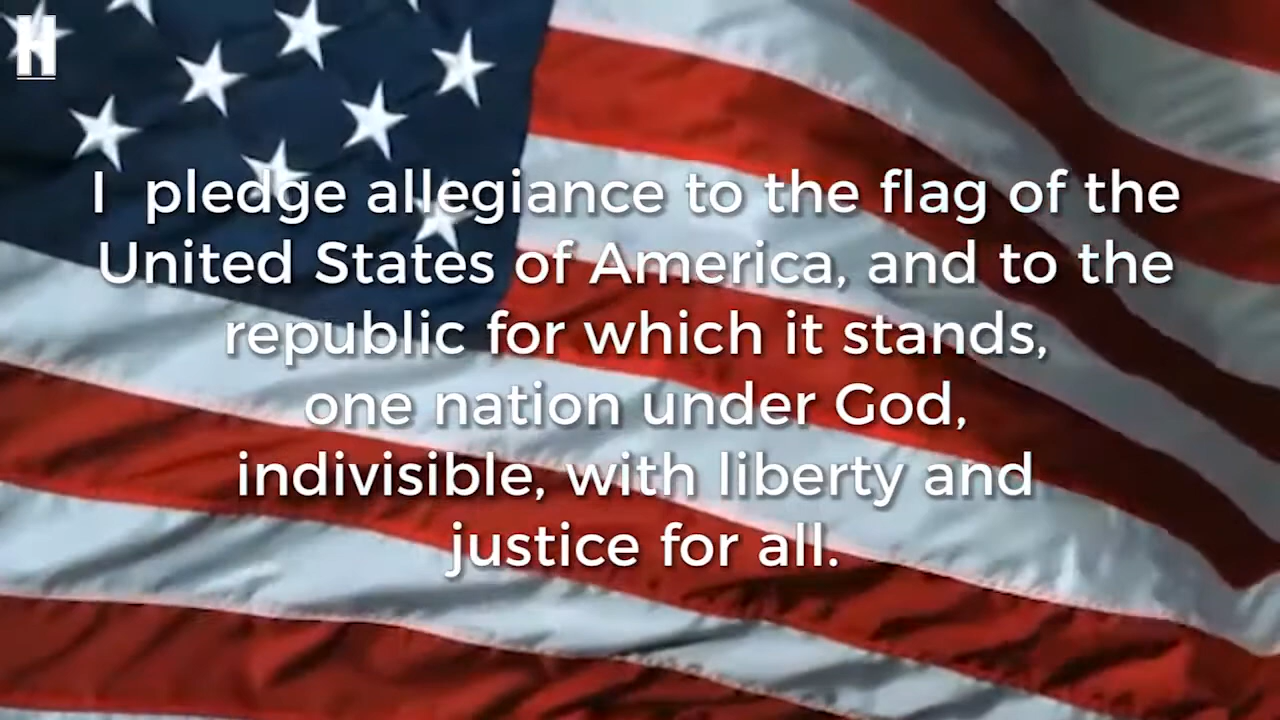 H
I pledge allegiance to the flag of the
United States of America, and to the
republic for which it stands,
one nation under God,
indivisible, with liberty and
justice for all.